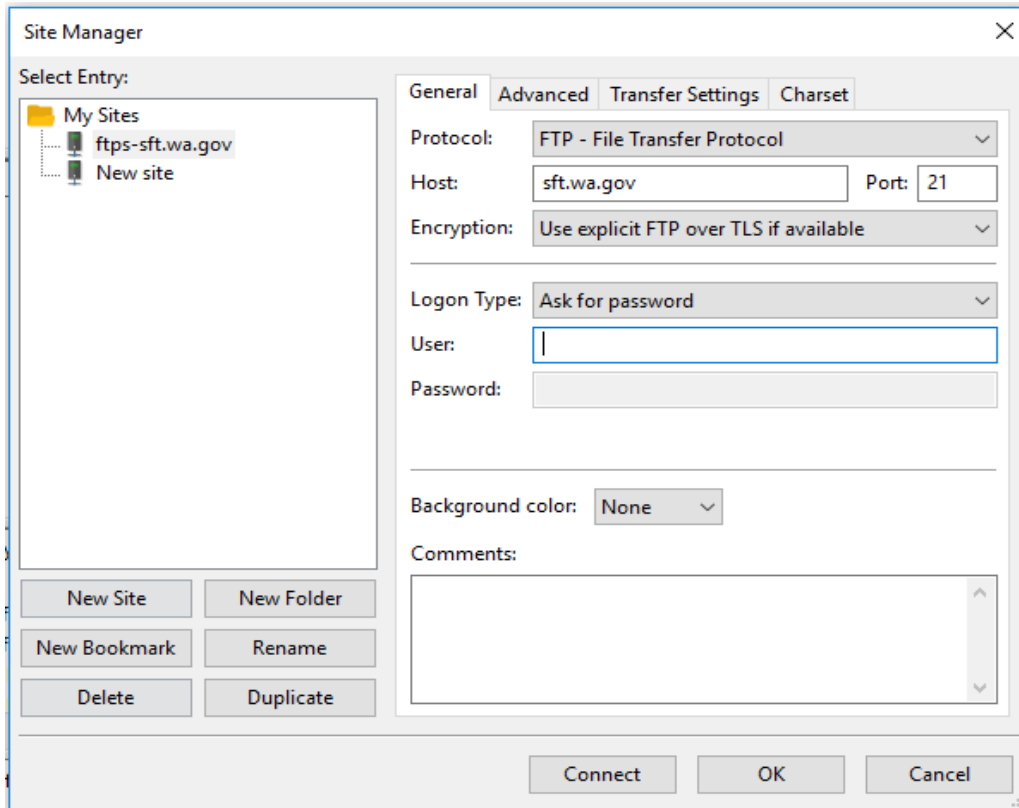 Site Manager
Select Entry:
My Sites
ftps-sft.wa.gov
New site
New Site New Folder
New Bookmark Rename
Delete Duplicate
General Advanced Transfer Settings Charset
Protocol: FTP - File Transfer Protocol
Host: sft.wa.gov Port: 21
Encryption: Use explicit FTP over TLS if available
Logon Type: Ask for password
User:
Password:
Background color: None
Comments:
Connect OK Cancel